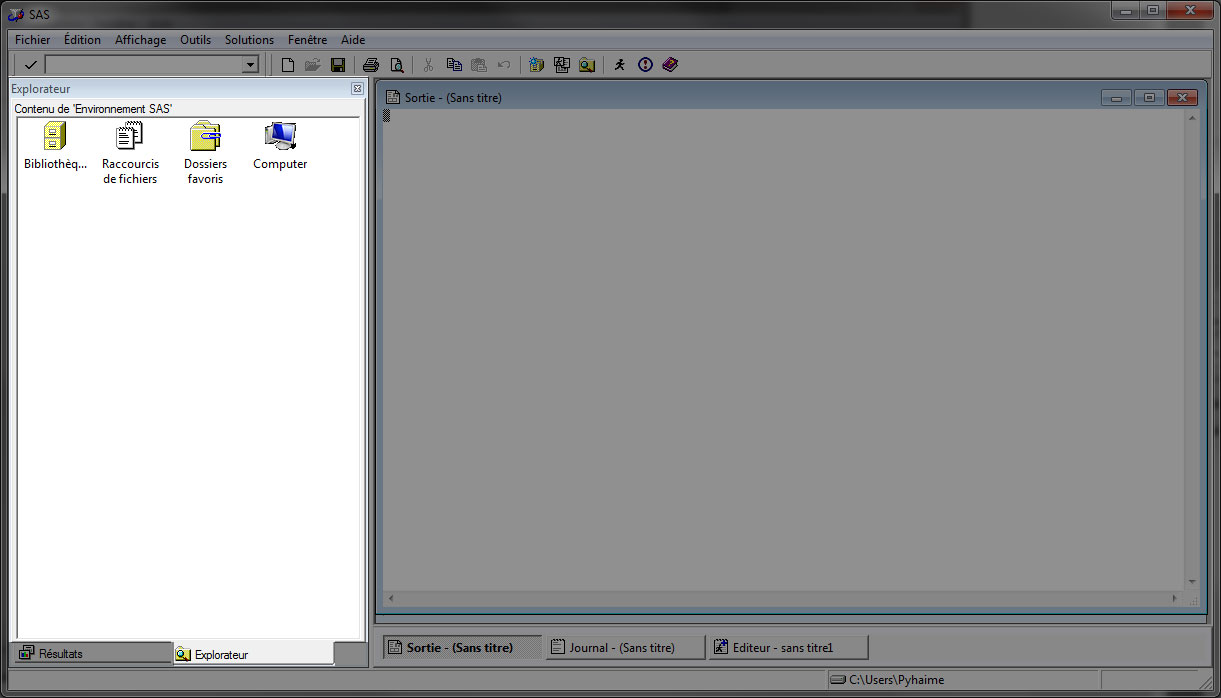 SAS
Fichier Édition Affichage Outils Solutions Fenêtre Aide
Explorateur
Contenu de 'Environnement SAS'
Bibliothèq... Raccourcis de fichiers Dossiers favoris Computer
Sortie - (Sans titre)
Résultats Explorateur
Sortie - (Sans titre) Journal - (Sans titre) Editeur - sans titre1
C:\Users\Pyhaime